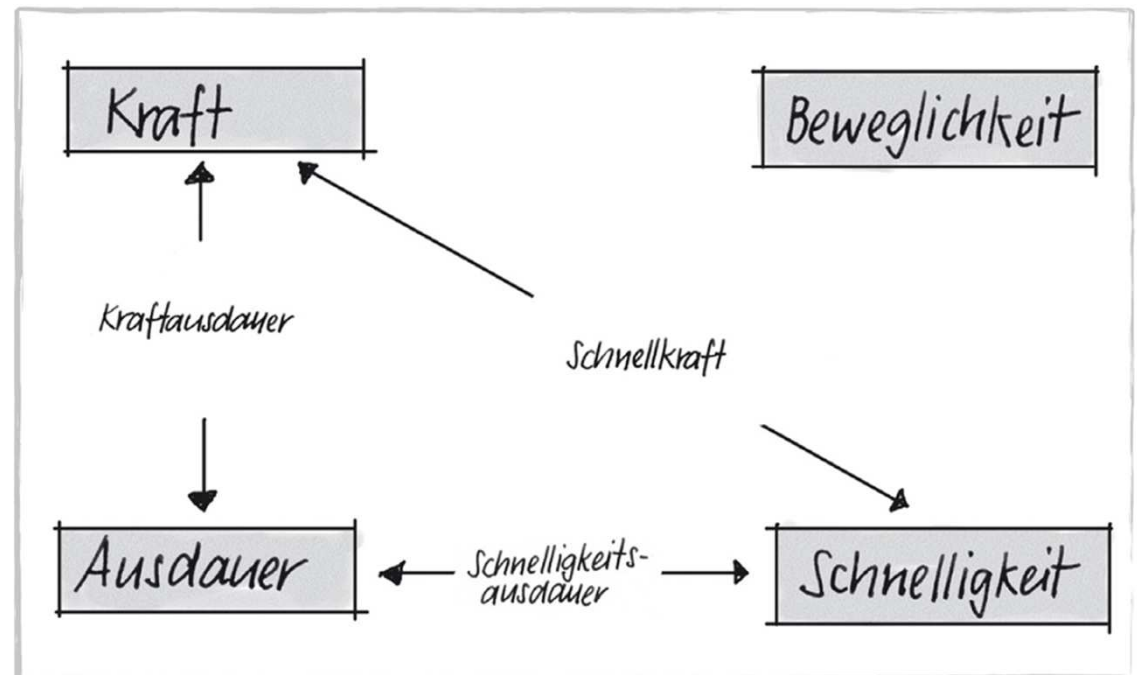 Kraft
Beweglichkeit
Kraftausdauer
Schnellkraft
Ausdauer
Schnelligkeits-
ausdauer
Schnelligkeit